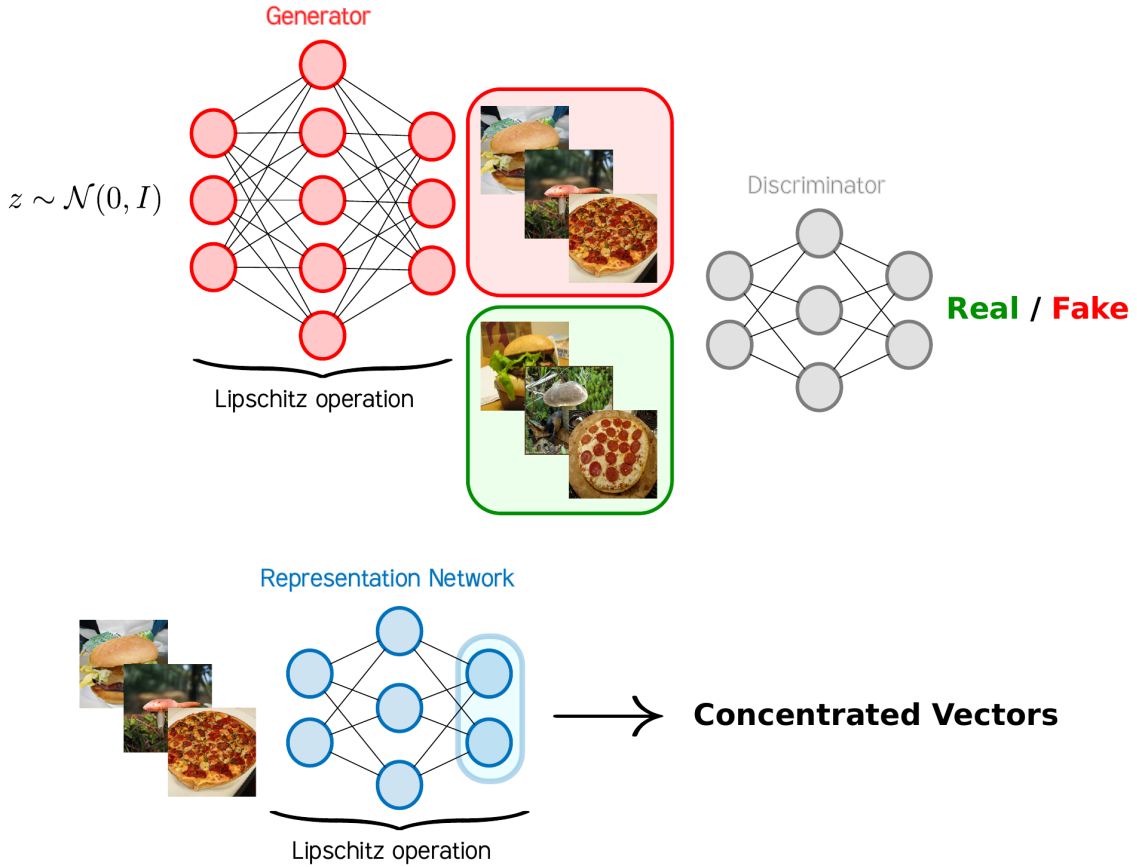 Generator
z ∼ 𝒩(0, I)
Lipschitz operation
Discriminator
Real / Fake
Representation Network
Concentrated Vectors
Lipschitz operation